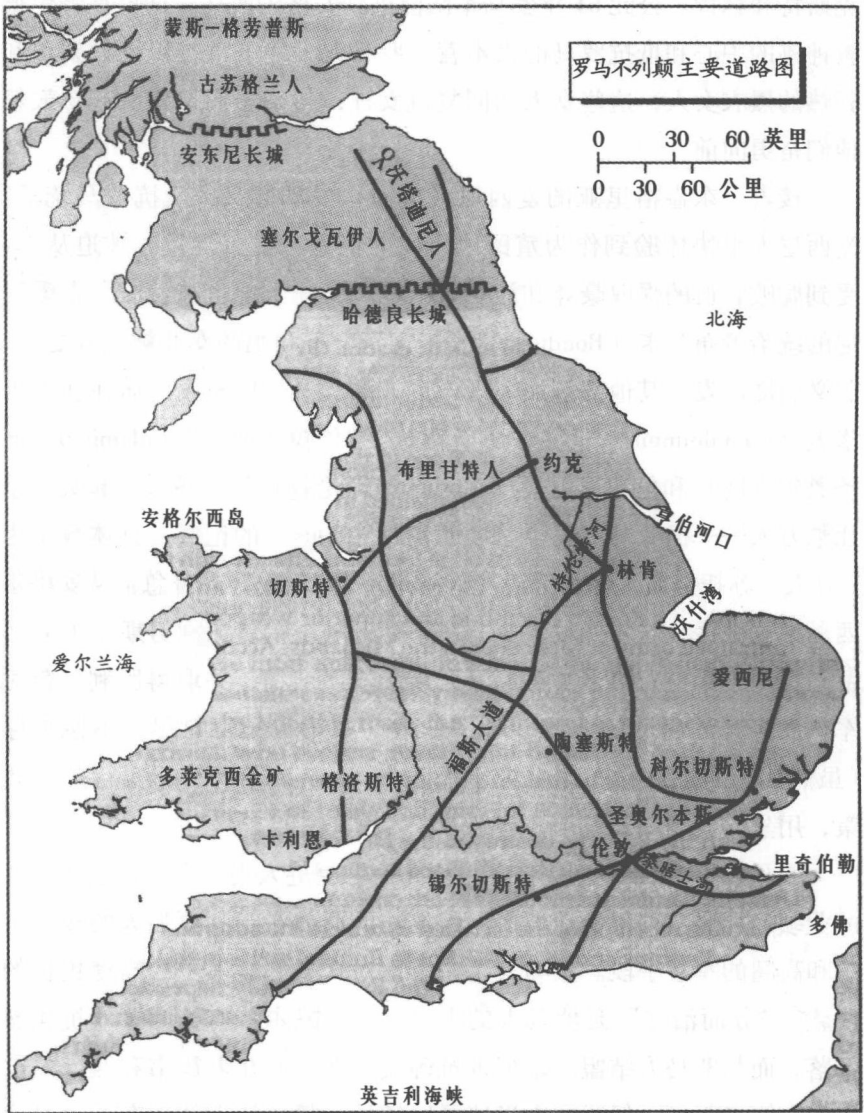 蒙斯—格劳普斯
罗马不列颠主要道路图
古苏格兰人
0 30 60 英里
0 30 60 公里
安东尼长城
沃塔迪尼人
塞尔戈瓦伊人
哈德良长城
北海
布里甘特人
约克
安格尔西岛
亨伯河口
特伦特河
切斯特
林肯
沃什湾
爱尔兰海
爱西尼
福斯大道
陶塞斯特
多莱克西金矿
格洛斯特
科尔切斯特
圣奥尔本斯
卡利恩
伦敦
泰晤士河
里奇伯勒
锡尔切斯特
多佛
英吉利海峡